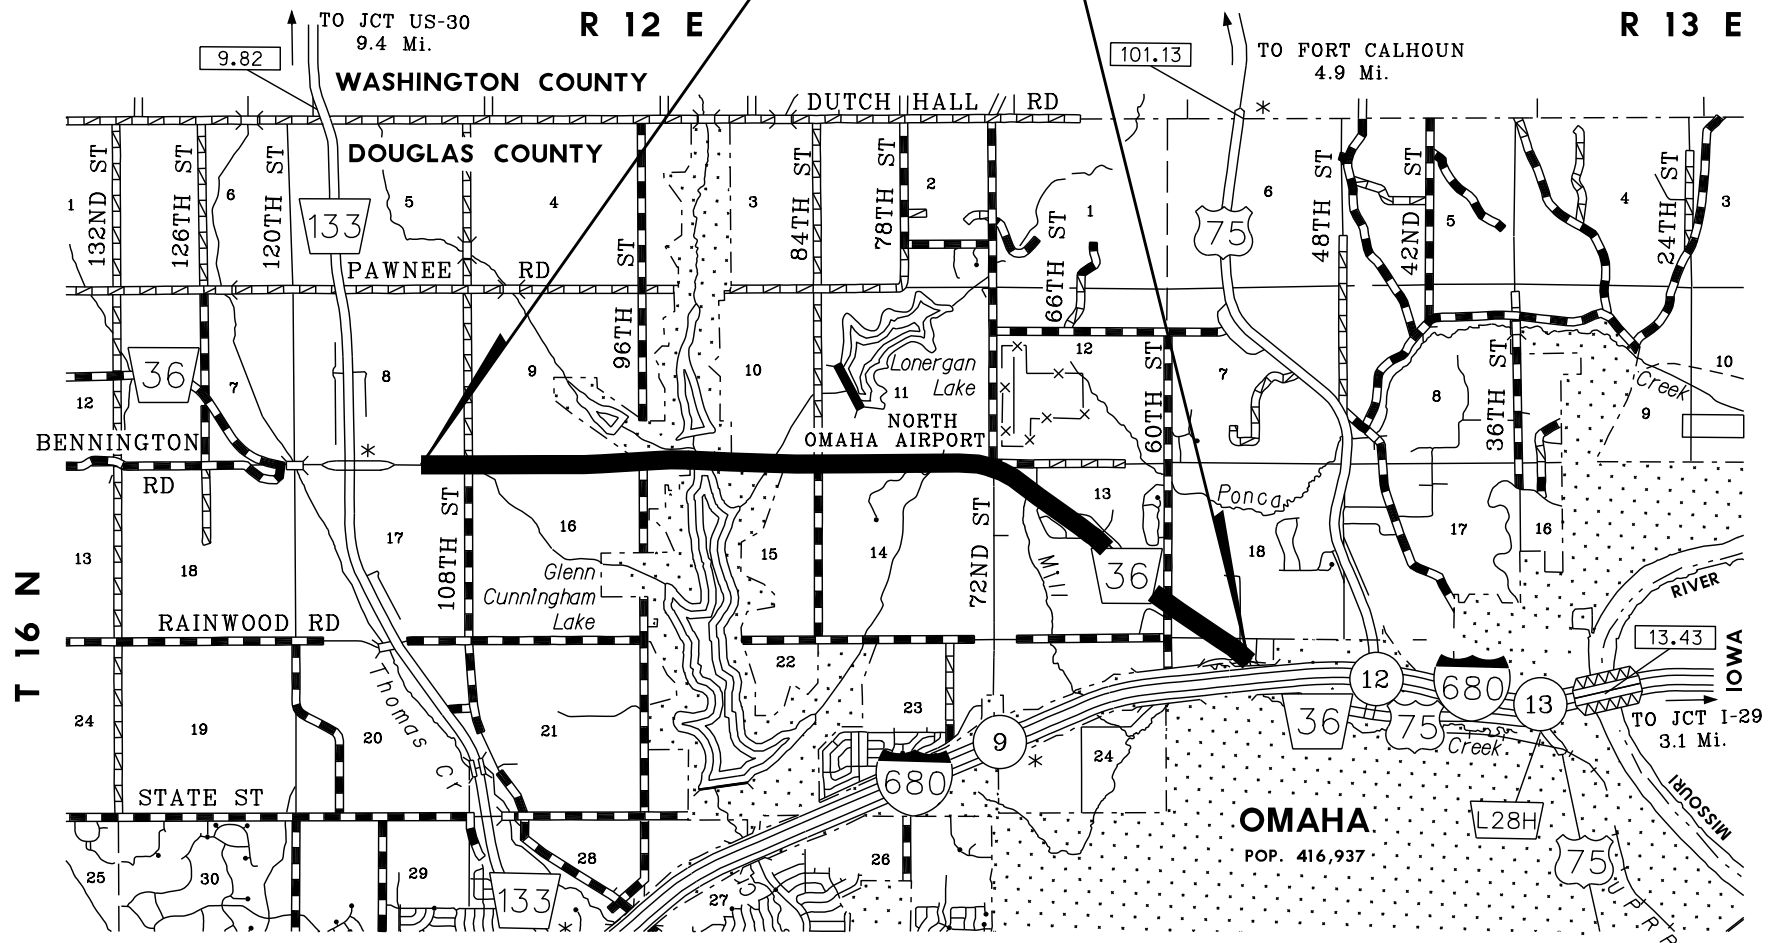 TO JCT US-30
9.4 Mi.
R 12 E
R 13 E
9.82
101.13
TO FORT CALHOUN
4.9 Mi.
WASHINGTON COUNTY
DUTCH HALL RD
DOUGLAS COUNTY
132ND ST
126TH ST
120TH ST
96TH ST
84TH ST
78TH ST
66TH ST
48TH ST
42ND ST
24TH ST
1
6
5
4
3
2
1
6
5
4
3
133
75
PAWNEE RD
36
7
8
9
10
Lonergan
Lake
11
12
60TH ST
7
8
36TH ST
Creek
9
10
12
BENNINGTON
RD
NORTH
OMAHA AIRPORT
13
18
17
108TH ST
16
15
14
72ND ST
13
Ponca
18
17
16
Glenn
Cunningham
Lake
Mill
36
T 16 N
RAINWOOD RD
RIVER
13.43
IOWA
22
Thomas Cr
12
680
13
24
19
20
21
23
9
36
75
Creek
TO JCT I-29
3.1 Mi.
680
24
STATE ST
MISSOURI
OMAHA
POP. 416,937
L28H
75
25
30
29
28
26
27
133
U P R R